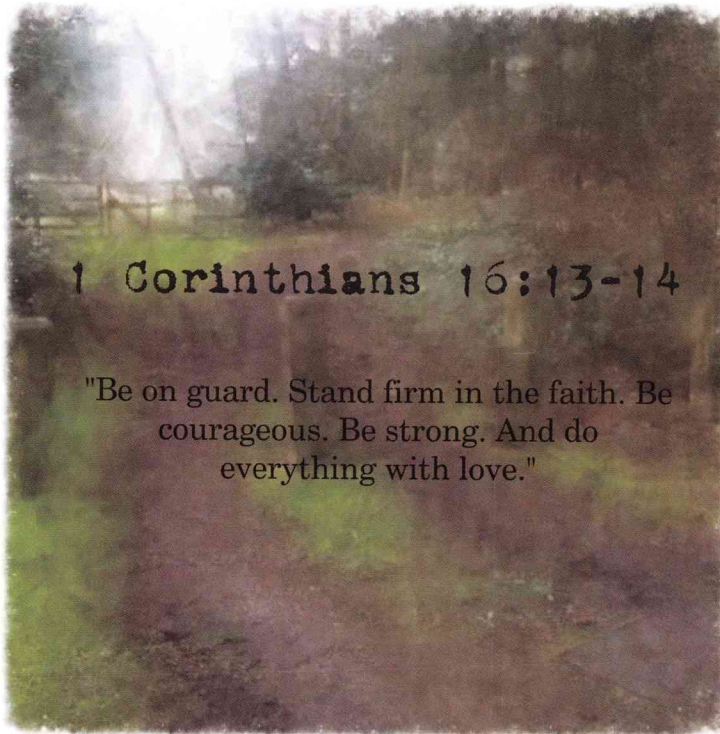 1 Corinthians 16:13-14
"Be on guard. Stand firm in the faith. Be
courageous. Be strong. And do
everything with love."